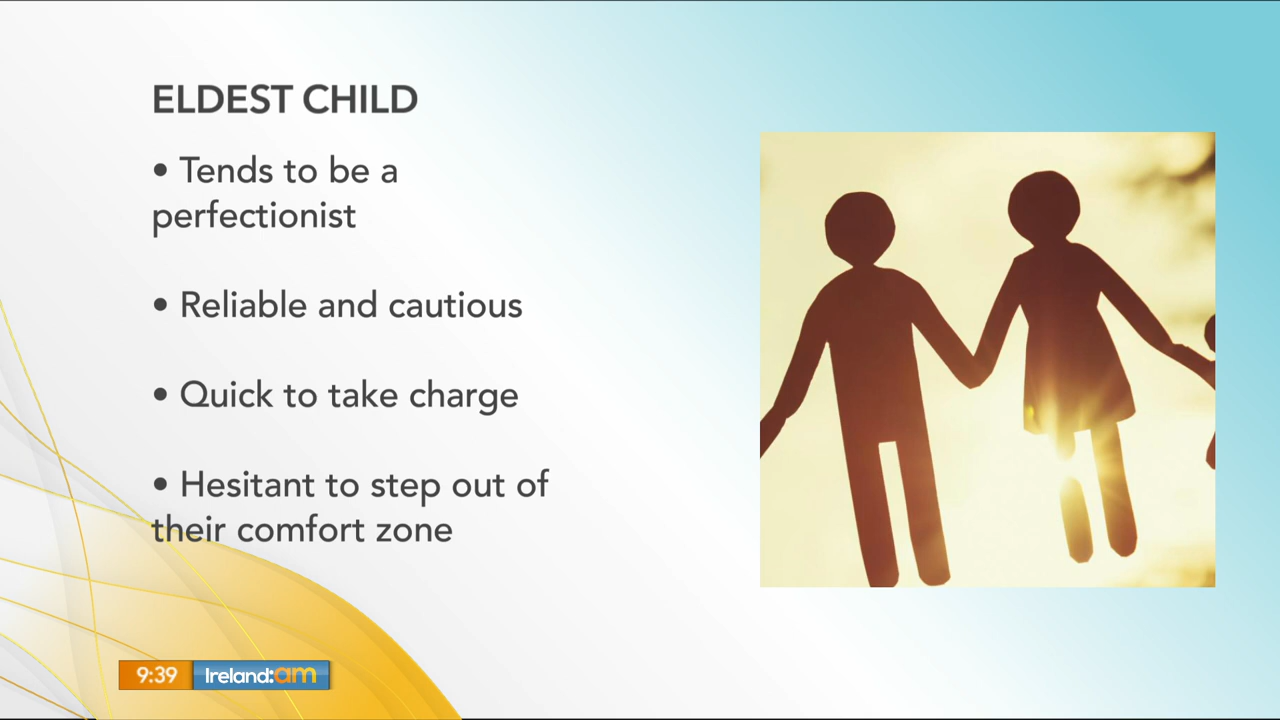 ELDEST CHILD
• Tends to be a
perfectionist
• Reliable and cautious
• Quick to take charge
• Hesitant to step out of
their comfort zone
9:39 Ireland:am